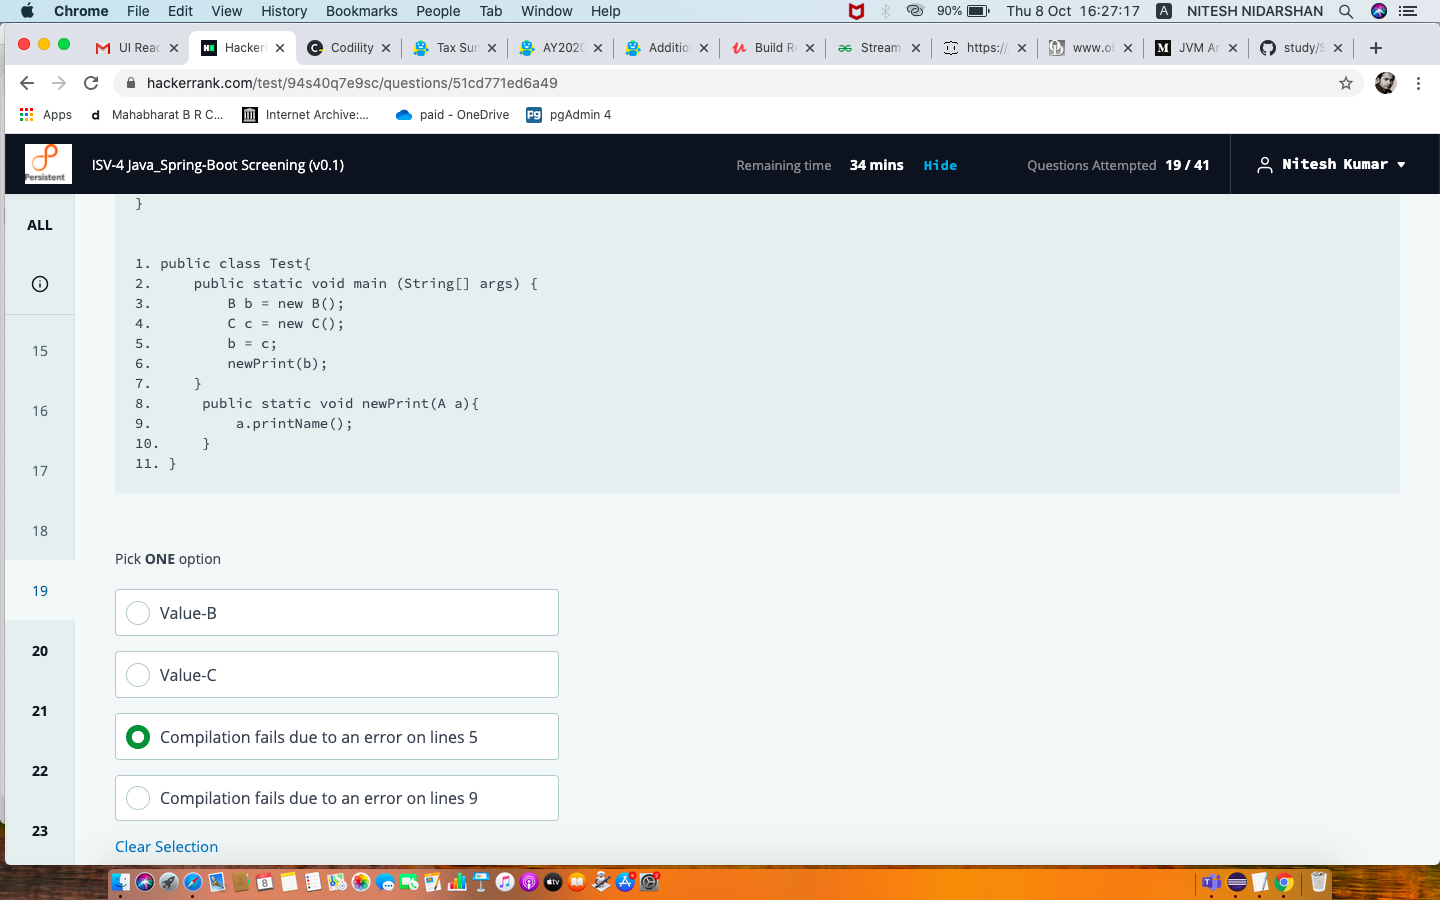 Chrome File Edit View History Bookmarks People Tab Window Help 90% Thu 8 Oct 16:27:17 A NITESH NIDARSHAN
UI Reac Hacker Codility Tax Sum AY202 Additio Build R Stream https:// www.o JVM Ar study/S
hackerrank.com/test/94s40q7e9sc/questions/51cd771ed6a49
Apps d Mahabharat B R C... Internet Archive:... paid - OneDrive pg pgAdmin 4
Persistent ISV-4 Java_Spring-Boot Screening (v0.1) Remaining time 34 mins Hide Questions Attempted 19 / 41 Nitesh Kumar
ALL
}
1. public class Test{
2. public static void main (String[] args) {
3. B b = new B();
4. C c = new C();
5. b = c;
6. newPrint(b);
7. }
8. public static void newPrint(A a){
9. a.printName();
10. }
11. }
15
16
17
18
19
20
21
22
23
Pick ONE option
Value-B
Value-C
Compilation fails due to an error on lines 5
Compilation fails due to an error on lines 9
Clear Selection